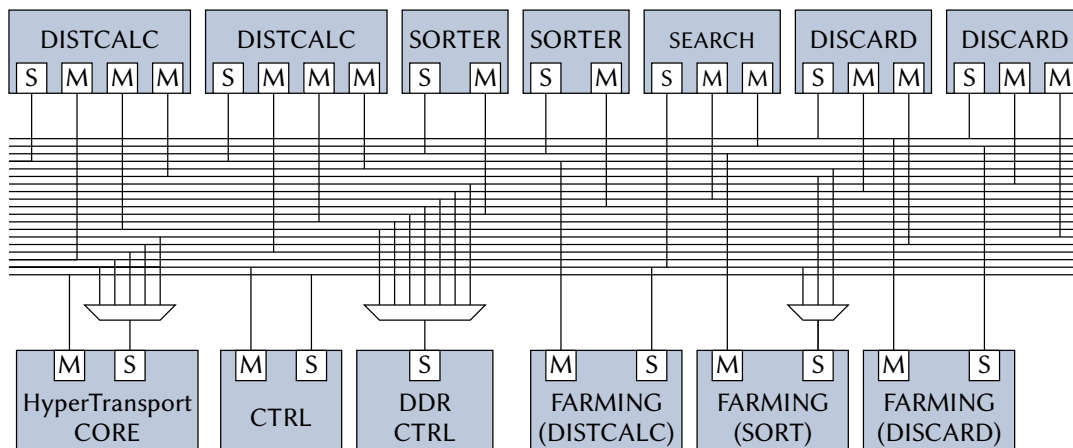 DISTCALC DISTCALC SORTER SORTER SEARCH DISCARD DISCARD
S M M M S M M M S M S M S M M S M M S M M
M S M S S M S M S M S
HyperTransport CORE
CTRL
DDR CTRL
FARMING (DISTCALC)
FARMING (SORT)
FARMING (DISCARD)